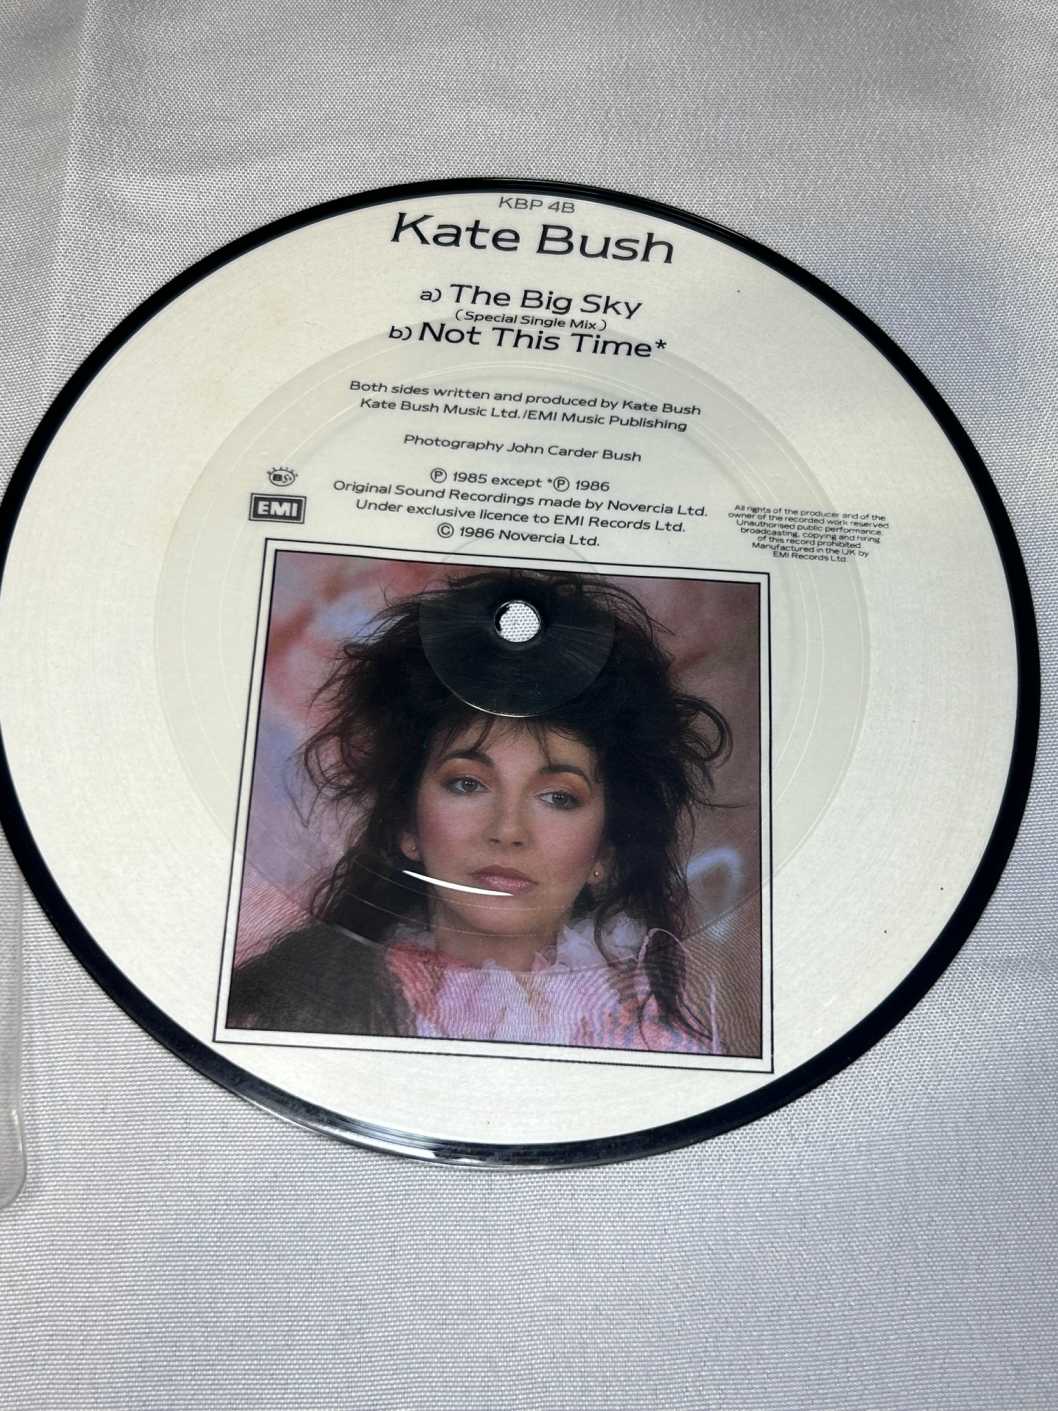 KBP 4B
Kate Bush
a) The Big Sky
(Special Single Mix)
b) Not This Time*
Both sides written and produced by Kate Bush
Kate Bush Music Ltd./EMI Music Publishing
Photography John Carder Bush
℗ 1985 except *℗ 1986
Original Sound Recordings made by Novercia Ltd.
Under exclusive licence to EMI Records Ltd.
© 1986 Novercia Ltd.
EMI
All rights of the producer and of the
owner of the recorded work reserved.
Unauthorised public performance,
broadcasting, copying and hiring
of this record prohibited.
Manufactured in the UK by
EMI Records Ltd.